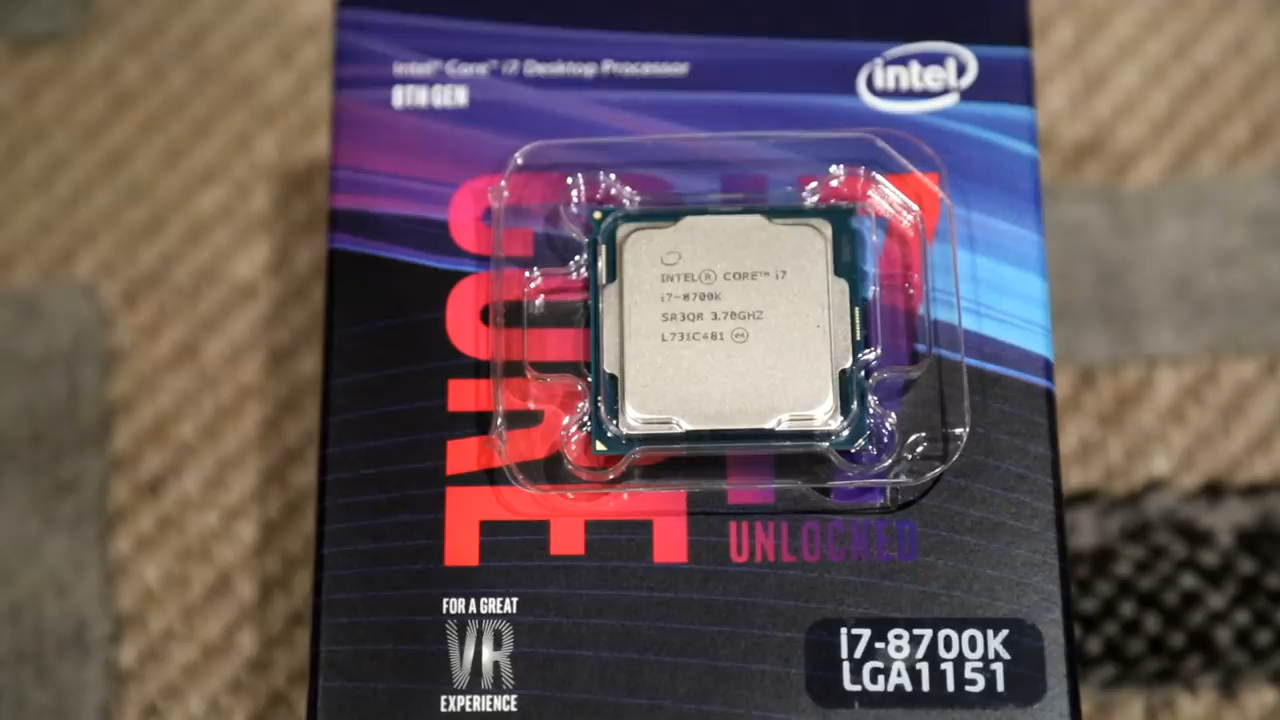 intel® Core™ i7 Desktop Processor
8TH GEN
intel
CORE
i7
INTEL® CORE™ i7
i7-8700K
SR3QR 3.70GHZ
L731C481
UNLOCKED
FOR A GREAT
VR
EXPERIENCE
i7-8700K
LGA1151